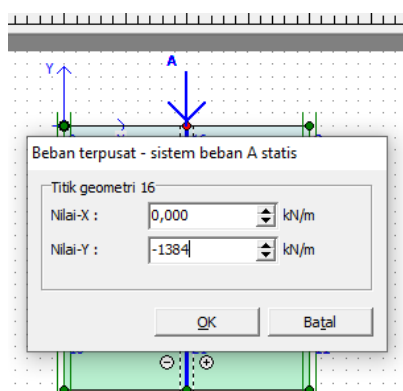 Y
A
Beban terpusat - sistem beban A statis
Titik geometri 16
Nilai-X : 0,000 kN/m
Nilai-Y : -1384 kN/m
OK Batal